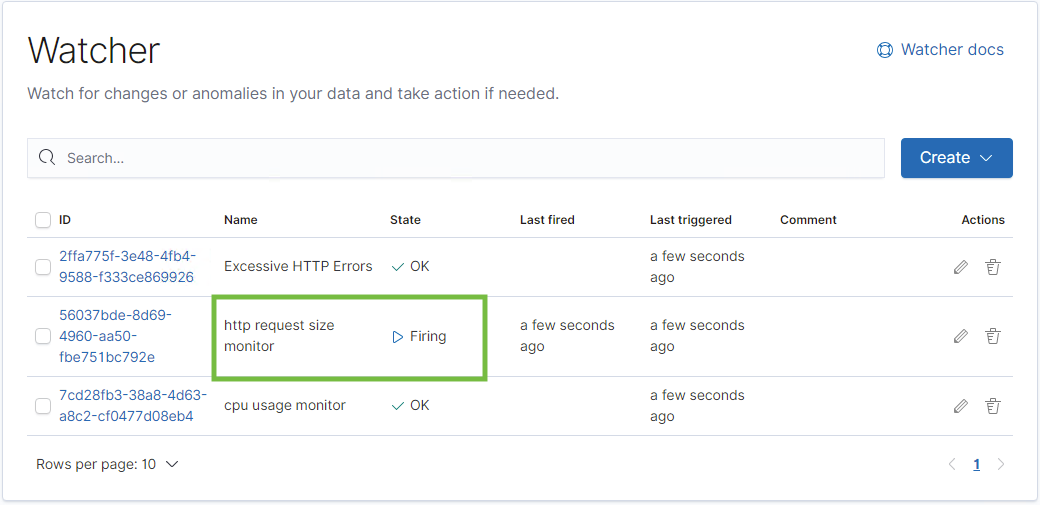 Watcher
Watcher docs
Watch for changes or anomalies in your data and take action if needed.
Search...
Create
ID Name State Last fired Last triggered Comment Actions
2ffa775f-3e48-4fb4-
9588-f333ce869926
Excessive HTTP Errors
OK
a few seconds
ago
56037bde-8d69-
4960-aa50-
fbe751bc792e
http request size
monitor
Firing
a few seconds
ago
a few seconds
ago
7cd28fb3-38a8-4d63-
a8c2-cf0477d08eb4
cpu usage monitor
OK
a few seconds
ago
Rows per page: 10
1